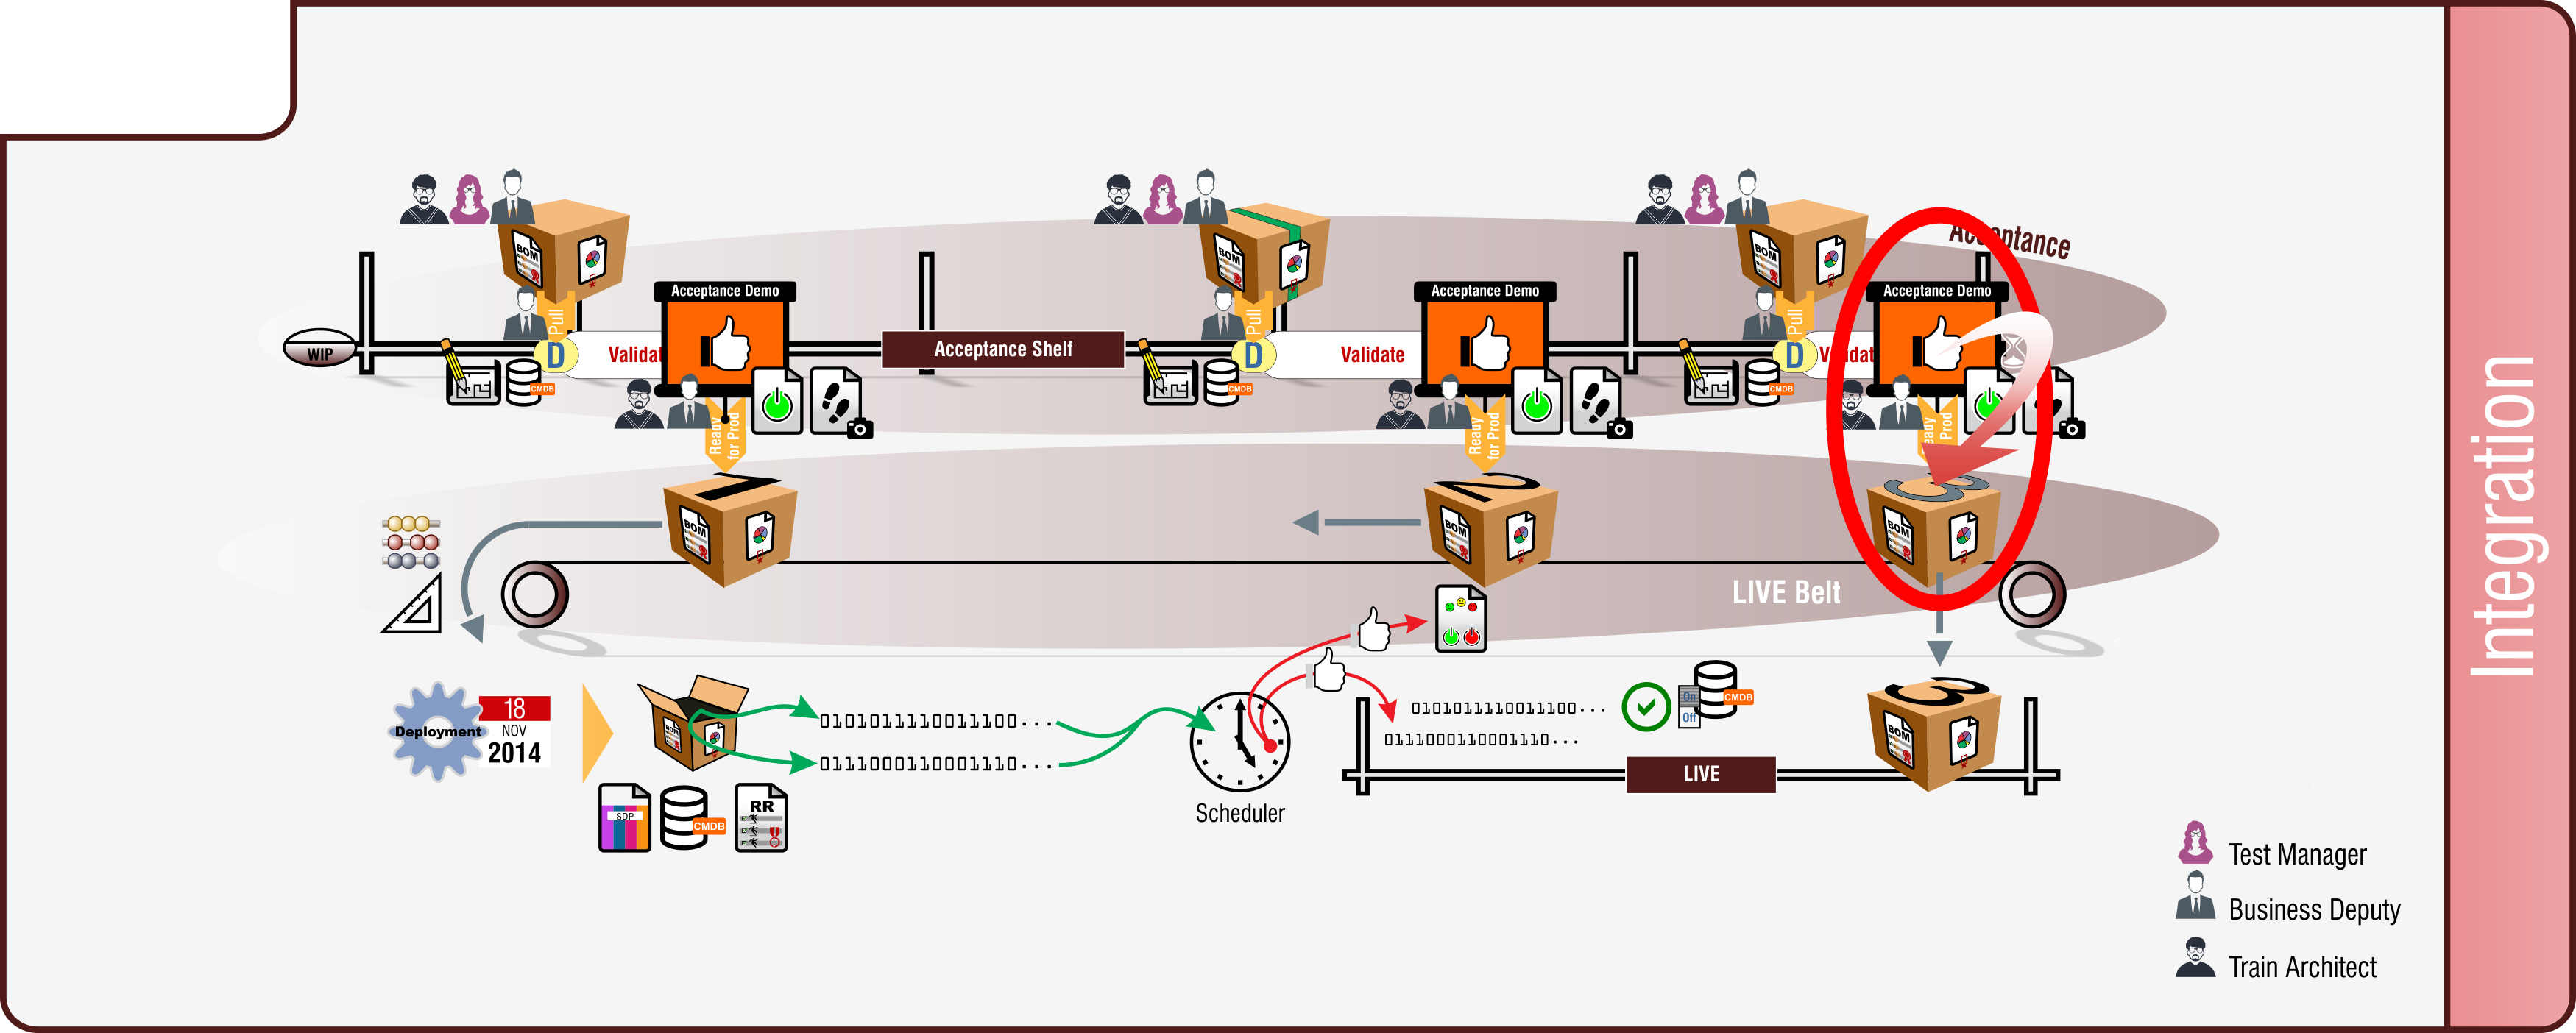 Acceptance
BOM
BOM
BOM
Acceptance Demo
Acceptance Demo
Acceptance Demo
Pull
Pull
Pull
WIP
D
Validat
Acceptance Shelf
D
Validate
D
Validat
CMDB
CMDB
CMDB
Ready
for Prod
Ready
for Prod
Prod
1
2
3
BOM
BOM
BOM
LIVE Belt
Integration
Deployment
18
NOV
2014
BOM
0101011110011100...
0111000110001110...
0101011110011100...
0111000110001110...
On
Off
CMDB
3
BOM
LIVE
Scheduler
SDP
CMDB
RR
Test Manager
Business Deputy
Train Architect